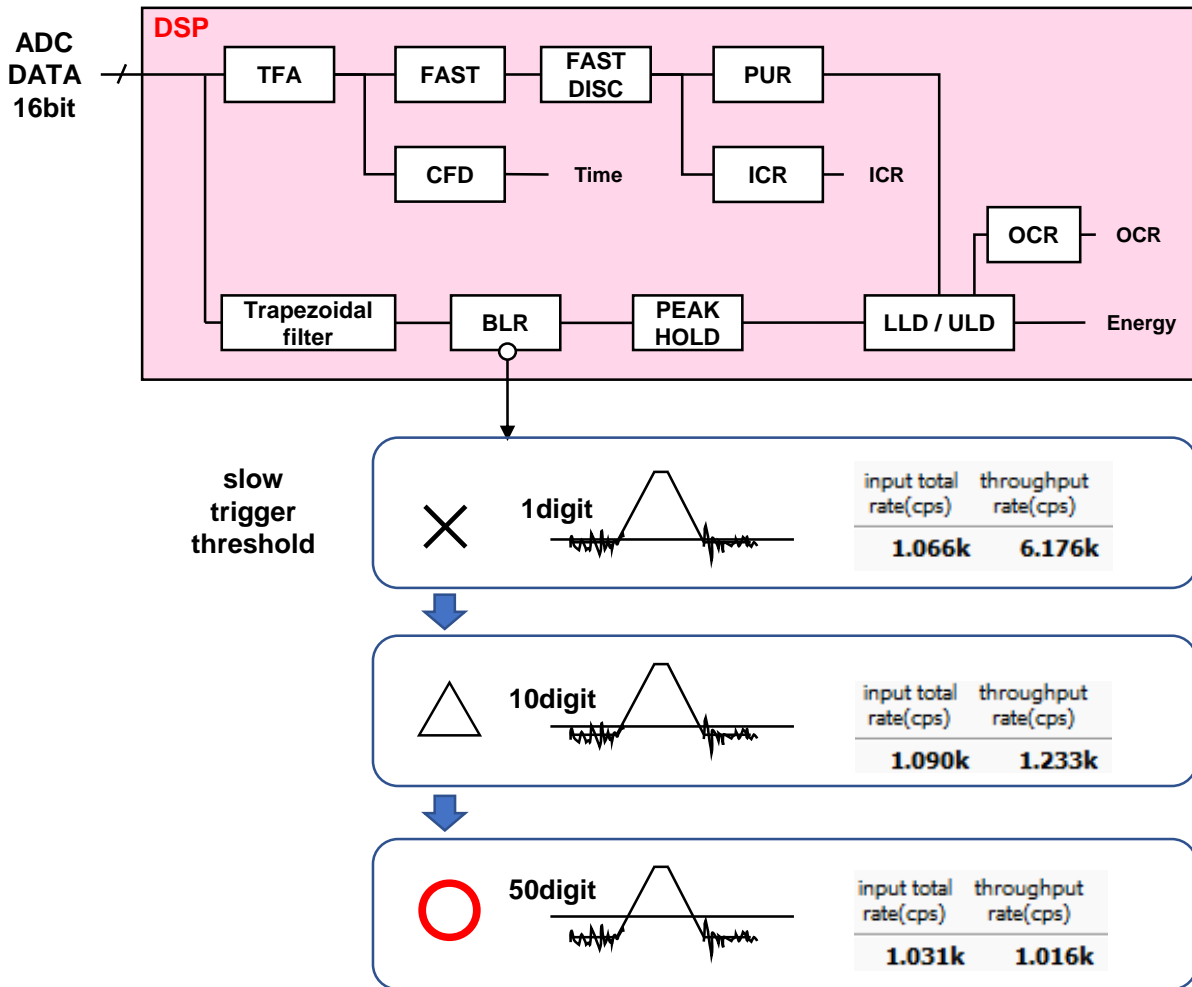 DSP
ADC
DATA
16bit
TFA
FAST
FAST
DISC
PUR
CFD
Time
ICR
ICR
OCR
OCR
Trapezoidal
filter
BLR
PEAK
HOLD
LLD / ULD
Energy
slow
trigger
threshold
1digit
input total throughput
rate(cps) rate(cps)
1.066k 6.176k
10digit
input total throughput
rate(cps) rate(cps)
1.090k 1.233k
50digit
input total throughput
rate(cps) rate(cps)
1.031k 1.016k